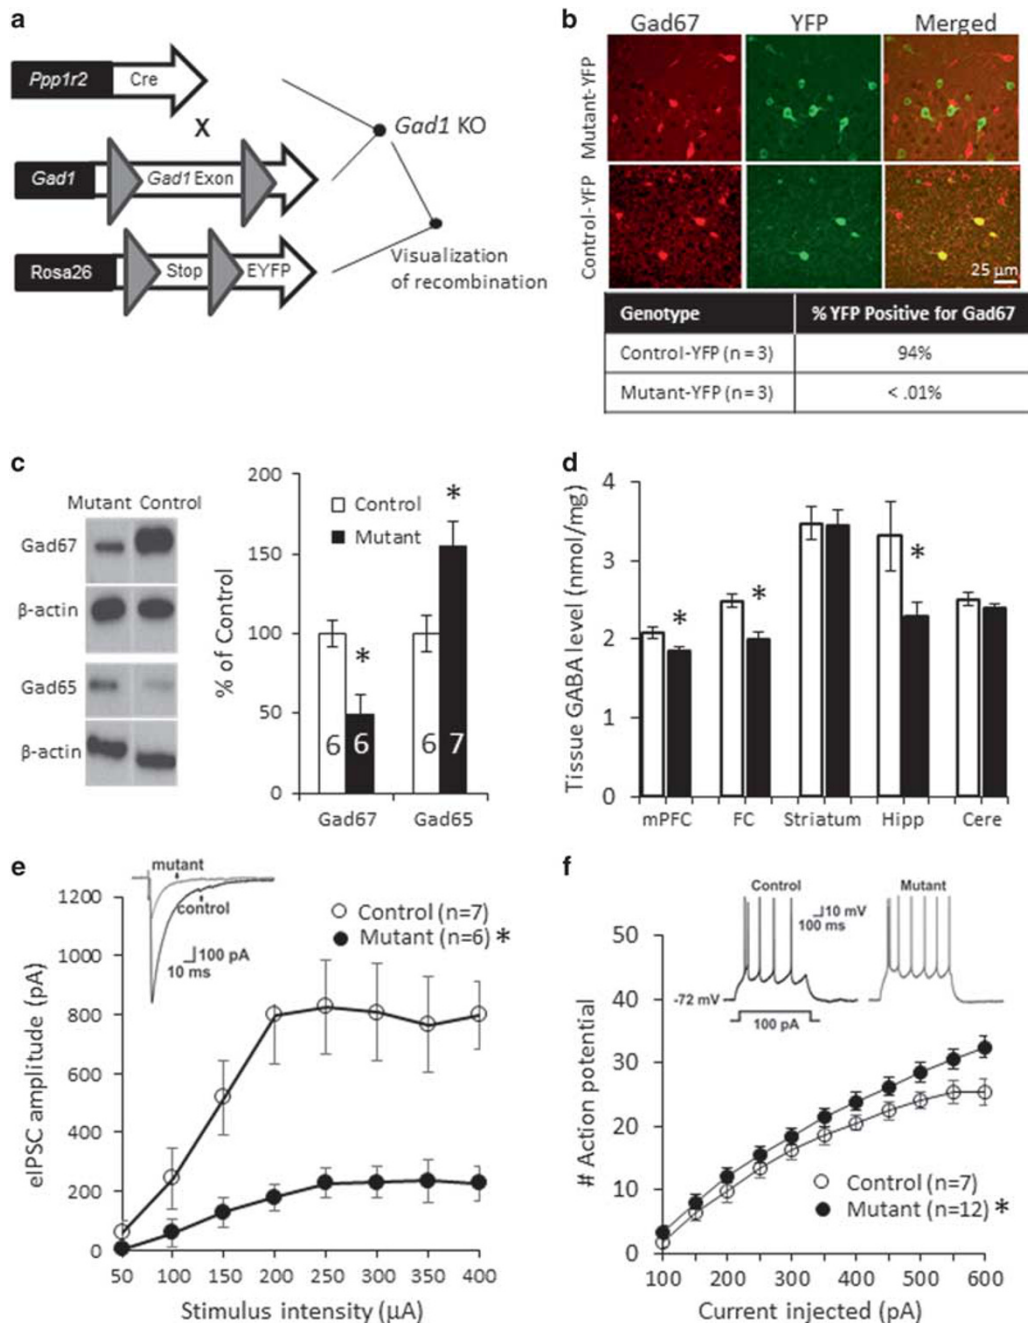 a
Ppp1r2
Cre
X
Gad1 KO
Gad1
Gad1 Exon
Rosa26
Stop
EYFP
Visualization
of recombination
b
Gad67
YFP
Merged
Mutant-YFP
Control-YFP
25 µm
Genotype
% YFP Positive for Gad67
Control-YFP (n = 3)
94%
Mutant-YFP (n = 3)
< .01%
c
Mutant Control
Gad67
β-actin
Gad65
β-actin
% of Control
200
150
100
50
0
Control
Mutant
*
*
6
6
6
7
Gad67
Gad65
d
Tissue GABA level (nmol/mg)
4
3
2
1
0
*
*
*
mPFC
FC
Striatum
Hipp
Cere
e
eIPSC amplitude (pA)
1200
1000
800
600
400
200
0
mutant
control
100 pA
10 ms
Control (n=7)
Mutant (n=6) *
50
100
150
200
250
300
350
400
Stimulus intensity (µA)
f
# Action potential
50
40
30
20
10
0
Control
Mutant
10 mV
100 ms
-72 mV
100 pA
Control (n=7)
Mutant (n=12) *
100
200
300
400
500
600
Current injected (pA)